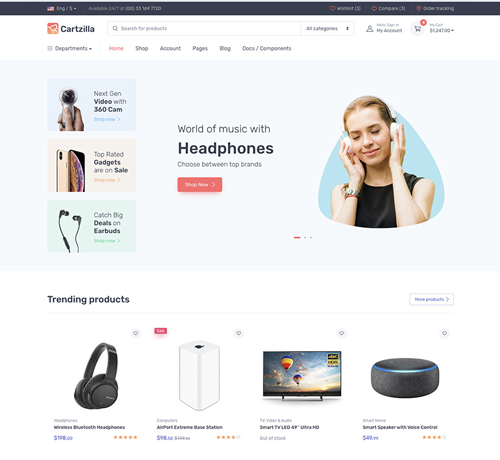 Eng / $
Available 24/7 at (00) 33 169 7720
Wishlist (3)
Compare (3)
Order tracking
Cartzilla
Search for products
All categories
Hello, Sign in
My Account
4
My Cart
$1,247.00
Departments
Home
Shop
Account
Pages
Blog
Docs / Components
Next Gen
Video with
360 Cam
Shop now
Top Rated
Gadgets
are on Sale
Shop now
Catch Big
Deals on
Earbuds
Shop now
World of music with
Headphones
Choose between top brands
Shop Now
Trending products
More products
Headphones
Wireless Bluetooth Headphones
$198.00
Sale
Computers
AirPort Extreme Base Station
$98.50 $149.99
4K
HDR
TV, Video & Audio
Smart TV LED 49" Ultra HD
Out of stock
Smart Home
Smart Speaker with Voice Control
$49.99